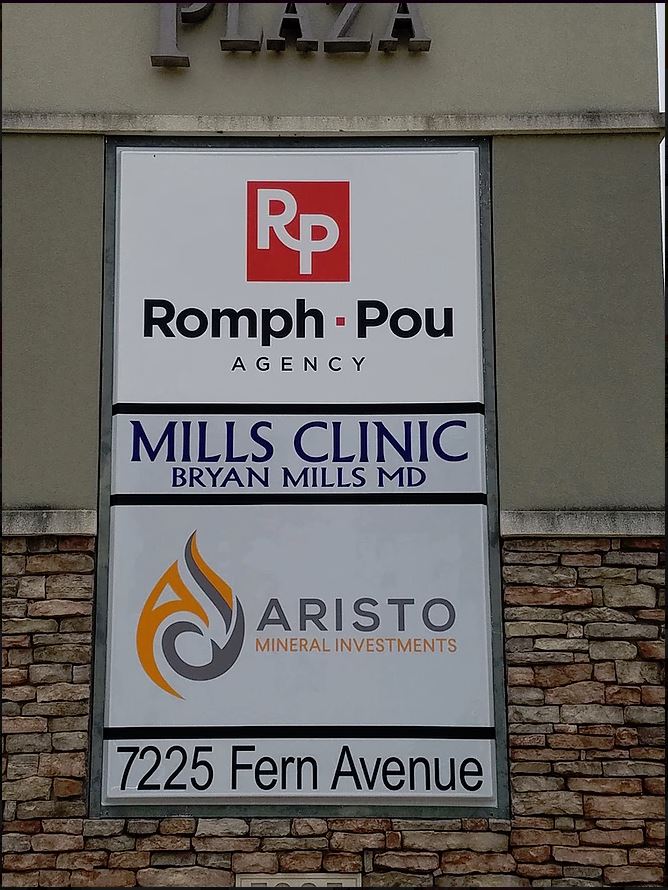 PLAZA
RP
Romph · Pou
AGENCY
MILLS CLINIC
BRYAN MILLS MD
ARISTO
MINERAL INVESTMENTS
7225 Fern Avenue